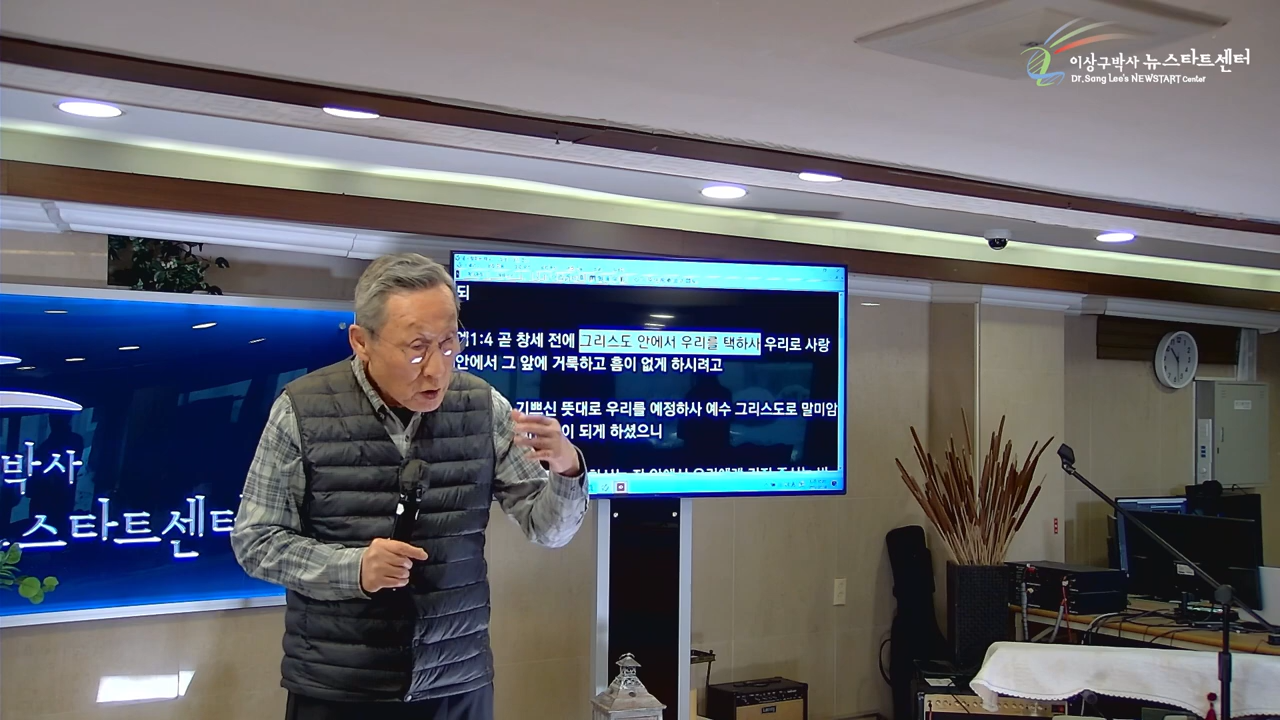 이상구박사 뉴스타트센터
Dr. Sang Lee's NEWSTART Center
되
1:4 곧 창세 전에 그리스도 안에서 우리를 택하사 우리로 사랑
안에서 그 앞에 거룩하고 흠이 없게 하시려고
기쁘신 뜻대로 우리를 예정하사 예수 그리스도로 말미암
이 되게 하셨으니
박사
스타트센터